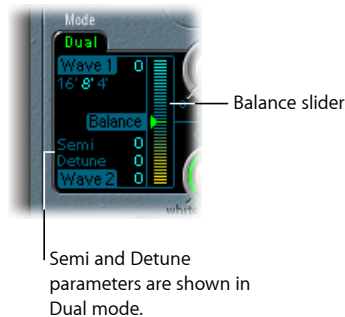 Mode
Dual
Wave 1 0
16' 8' 4'
Balance slider
Balance
Semi 0
Detune 0
Wave 2 0
white
Semi and Detune
parameters are shown in
Dual mode.